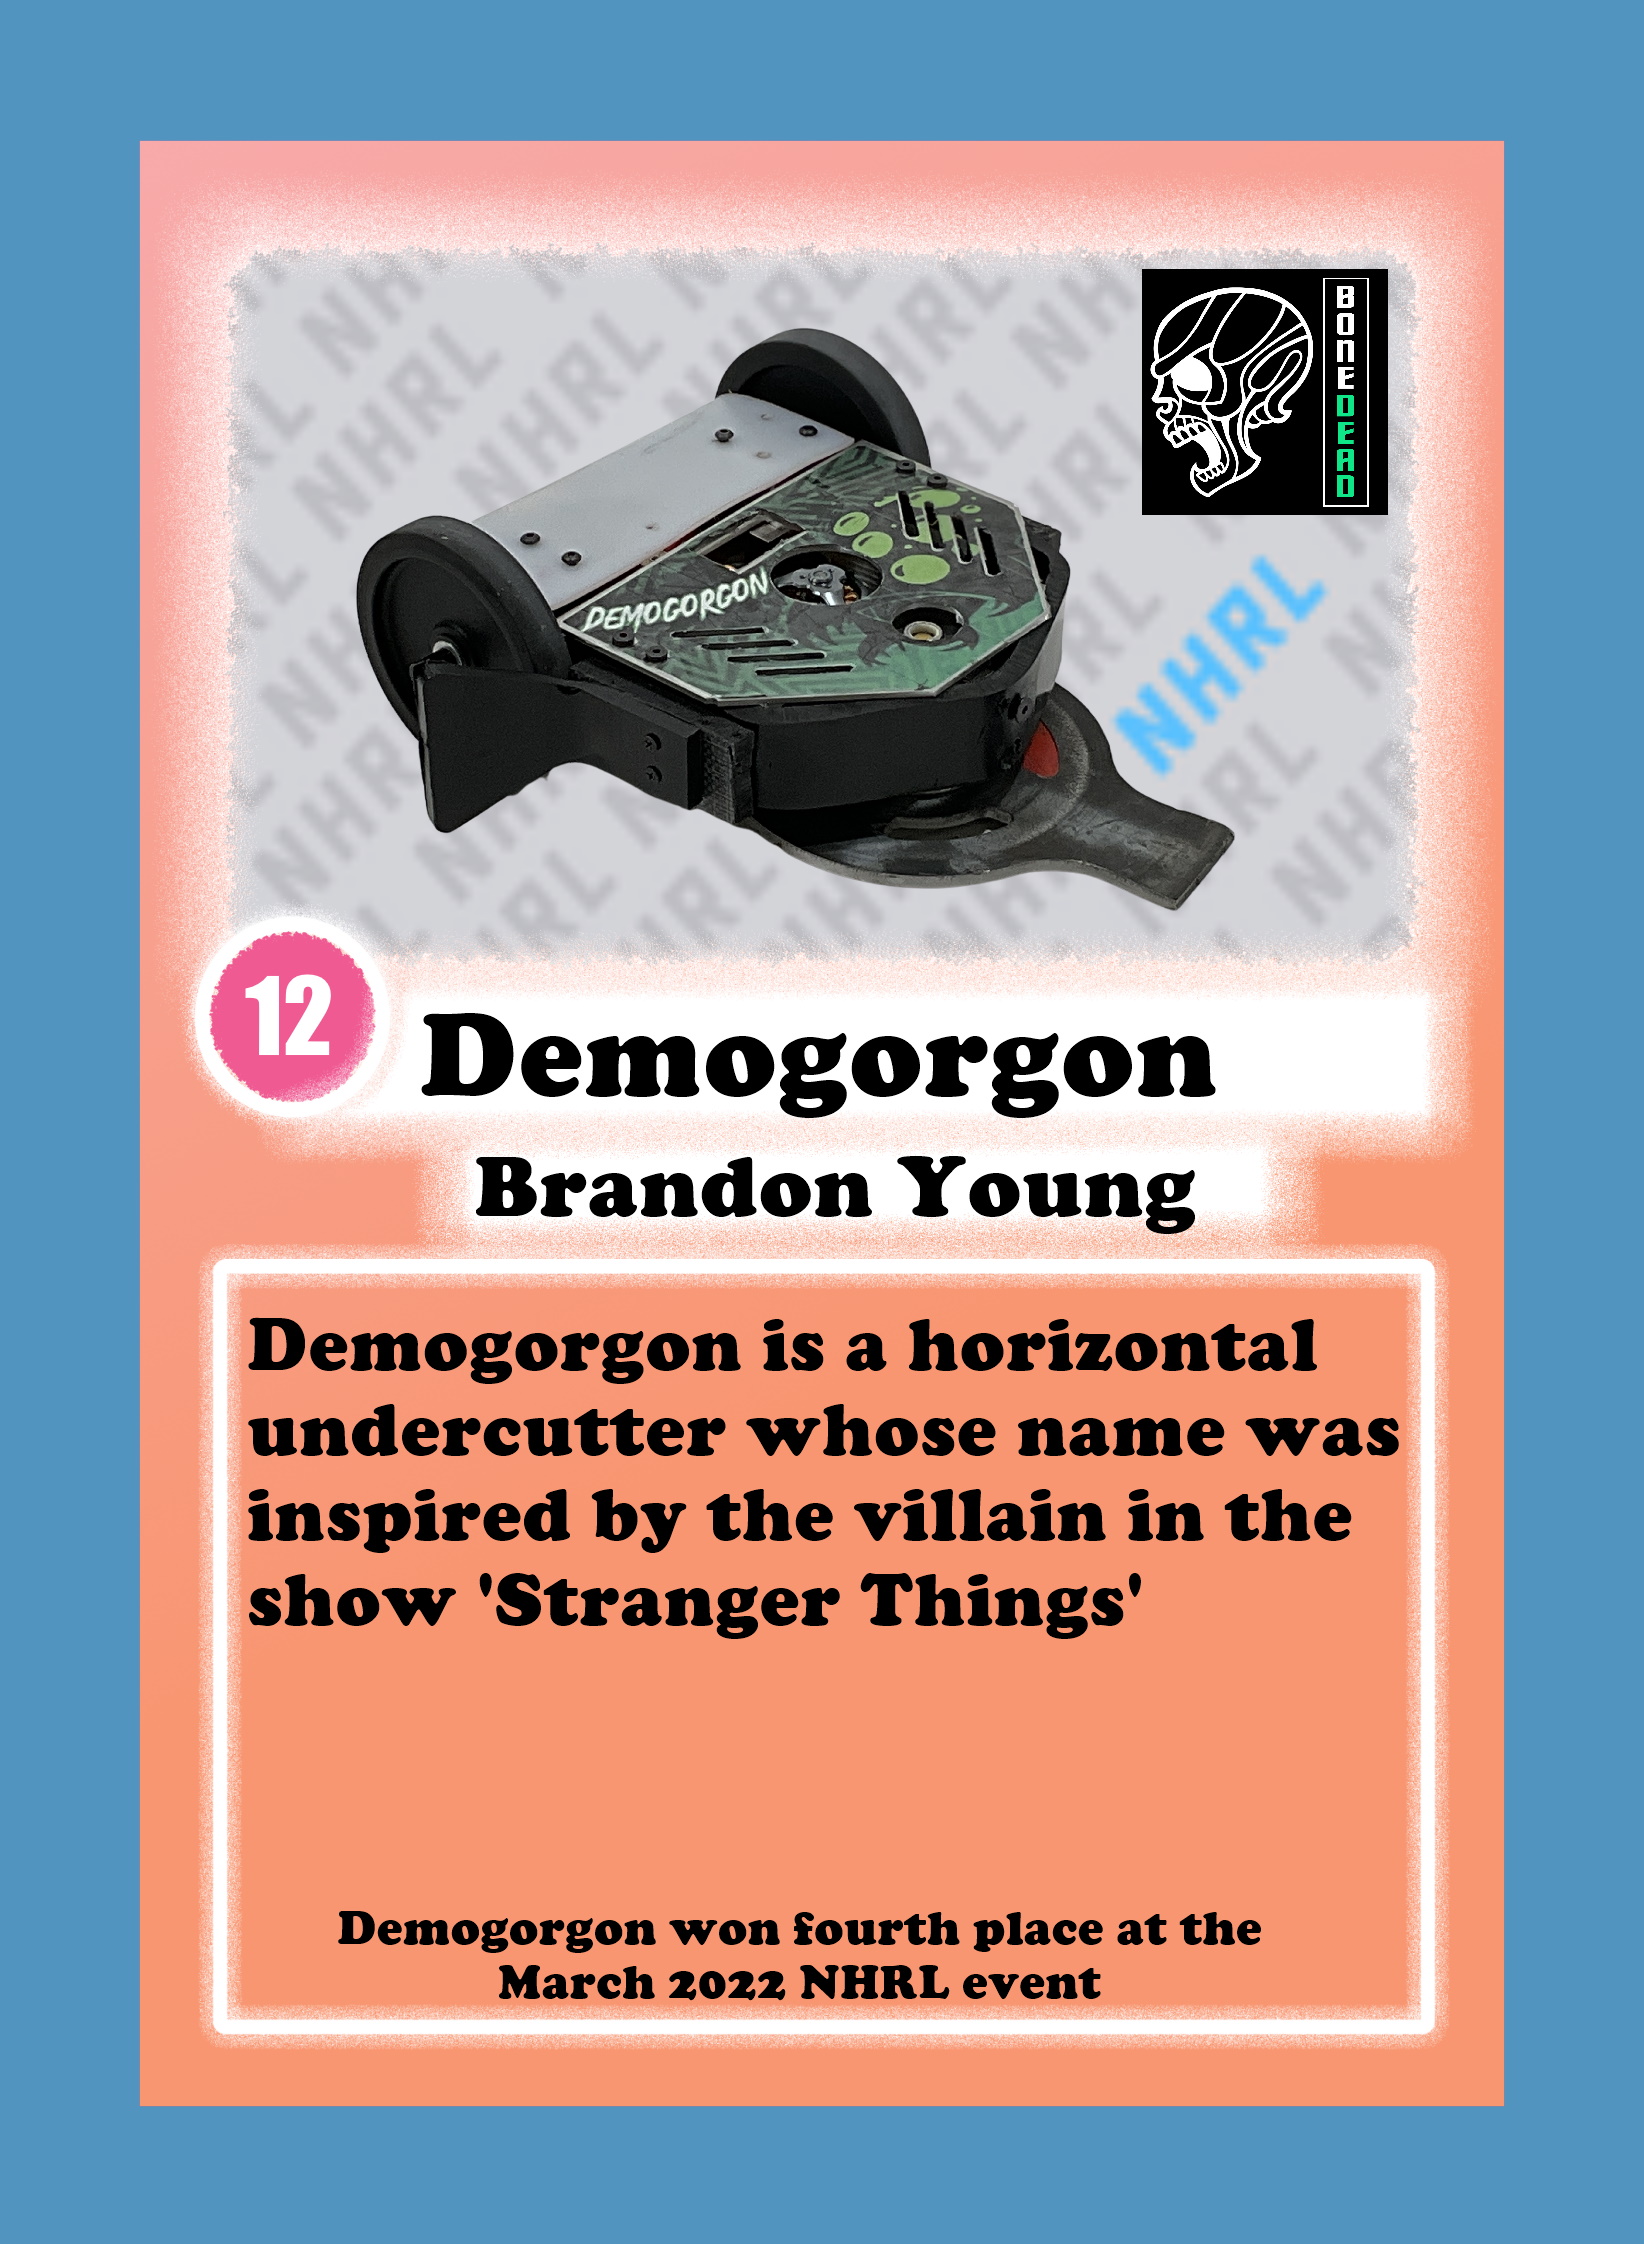 NHRL
BONEDEAD
DEMOGORGON
NHRL
12
Demogorgon
Brandon Young
Demogorgon is a horizontal
undercutter whose name was
inspired by the villain in the
show 'Stranger Things'
Demogorgon won fourth place at the
March 2022 NHRL event